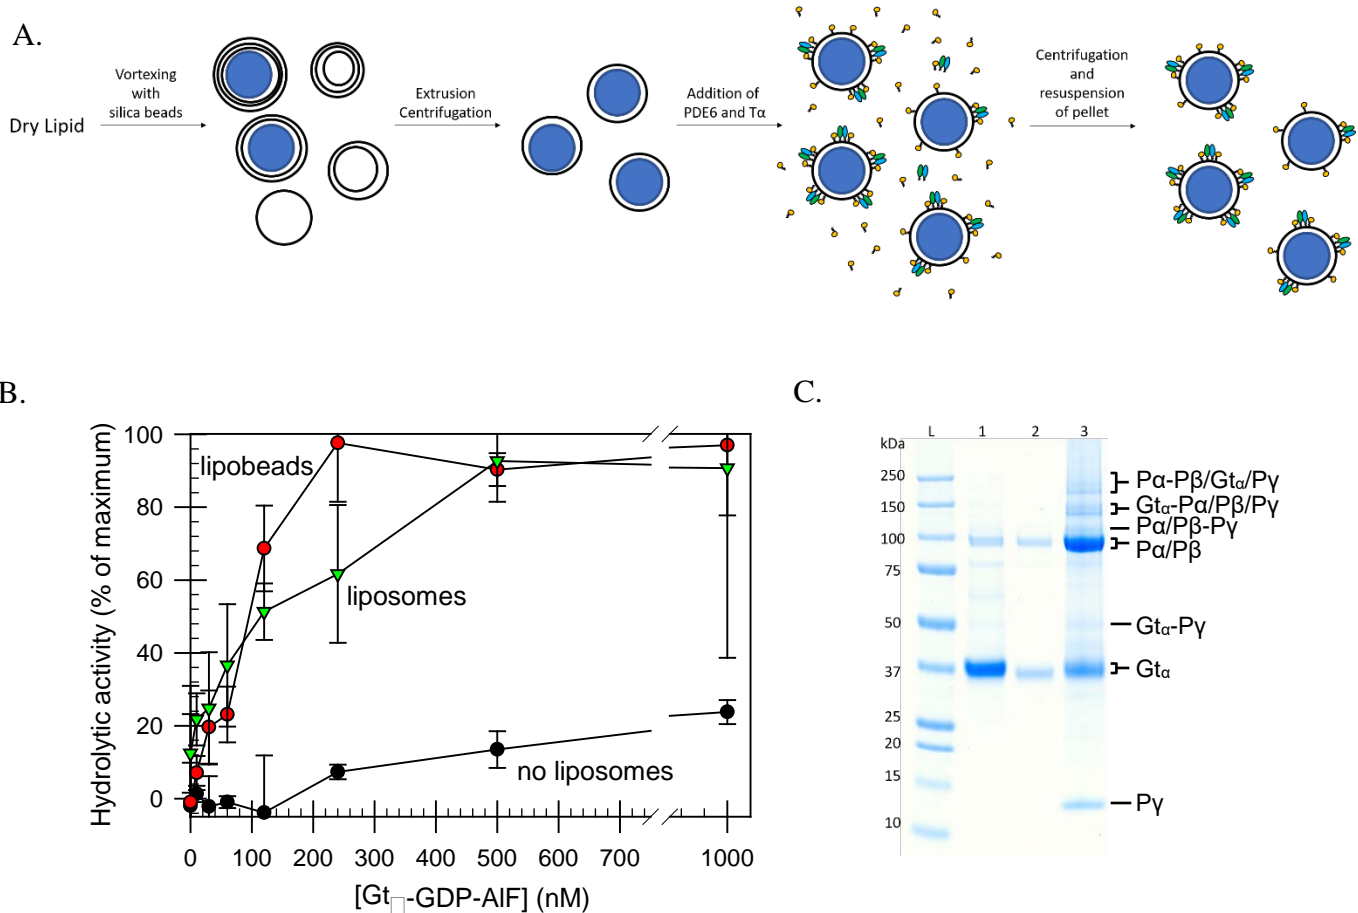 A.
Dry Lipid
Vortexing
with
silica beads
Extrusion
Centrifugation
Addition of
PDE6 and Tα
Centrifugation
and
resuspension
of pellet
B.
Hydrolytic activity (% of maximum)
100
80
60
40
20
0
lipobeads
liposomes
no liposomes
0 100 200 300 400 500 600 700 1000
[Gt□-GDP-AlF] (nM)
C.
kDa
L 1 2 3
250
150
100
75
50
37
25
20
15
10
Pα-Pβ/Gtα/Pγ
Gtα-Pα/Pβ/Pγ
Pα/Pβ-Pγ
Pα/Pβ
Gtα-Pγ
Gtα
Pγ